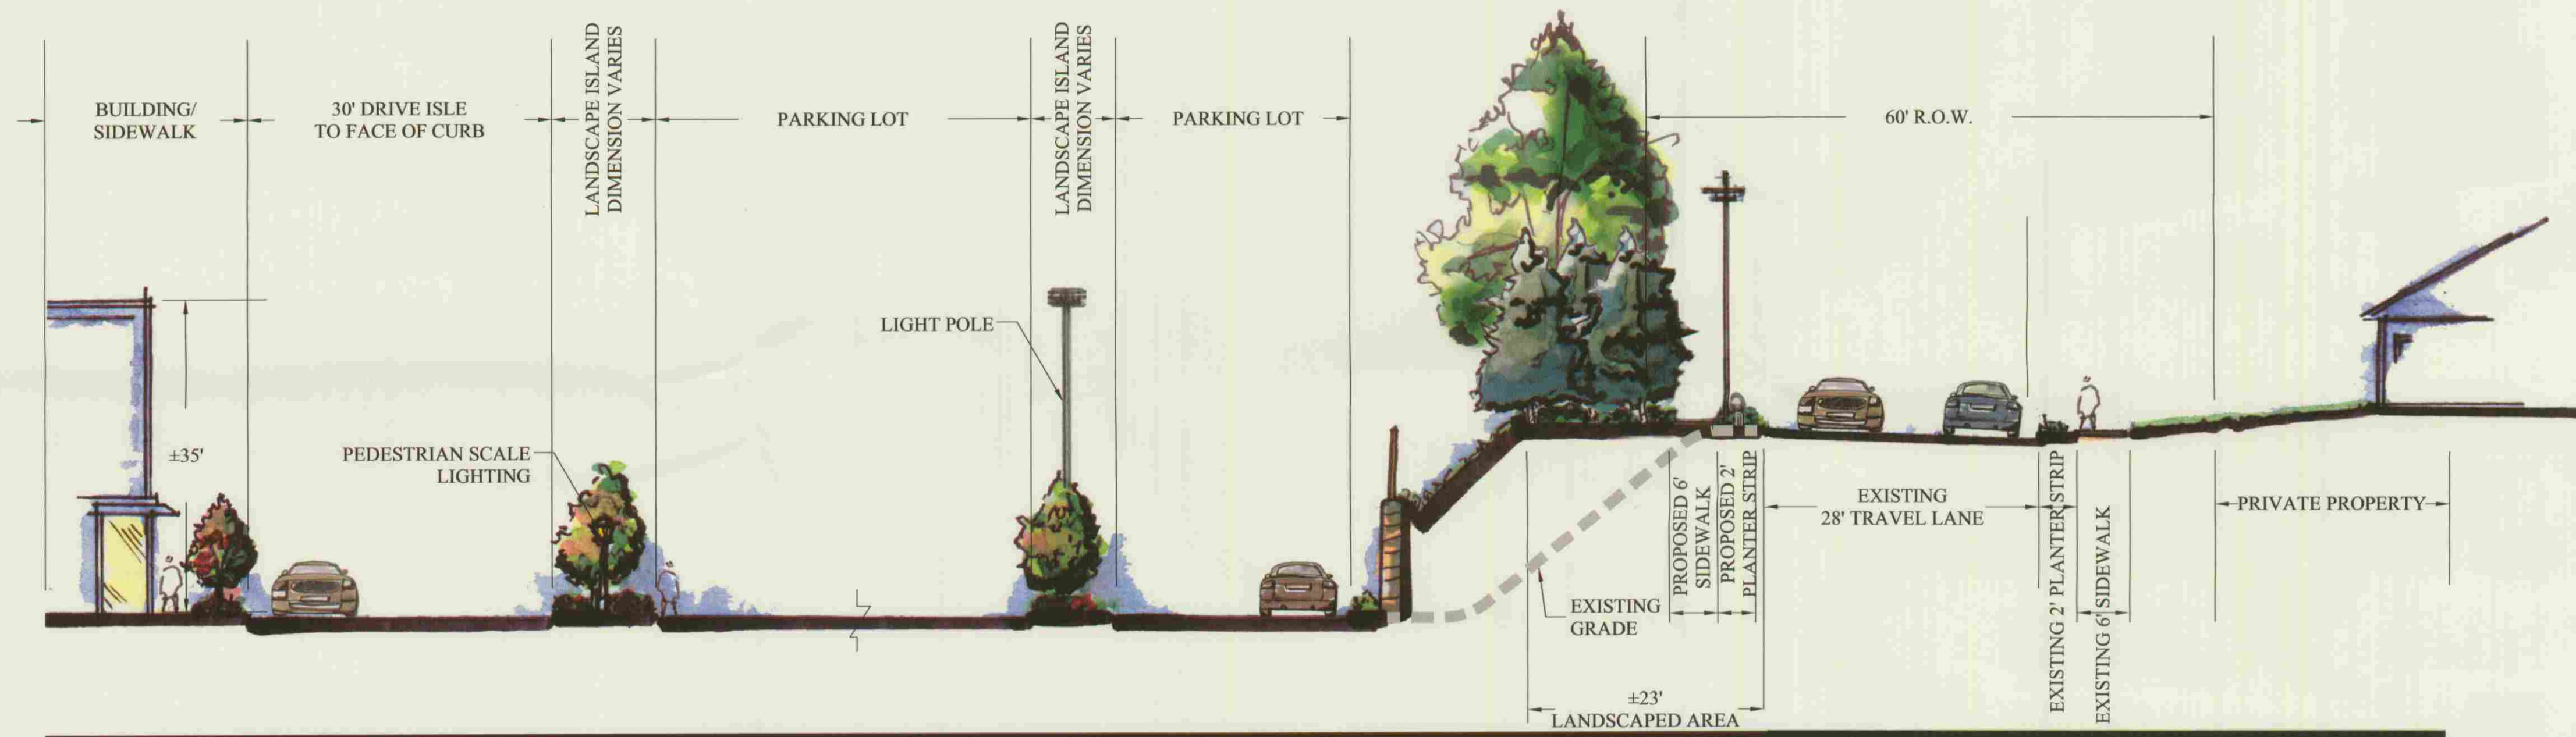 BUILDING/
SIDEWALK
30' DRIVE ISLE
TO FACE OF CURB
LANDSCAPE ISLAND
DIMENSION VARIES
PARKING LOT
LANDSCAPE ISLAND
DIMENSION VARIES
PARKING LOT
60' R.O.W.
LIGHT POLE
±35'
PEDESTRIAN SCALE
LIGHTING
EXISTING
GRADE
PROPOSED 6'
SIDEWALK
PROPOSED 2'
PLANTER STRIP
EXISTING
28' TRAVEL LANE
EXISTING 2' PLANTER STRIP
EXISTING 6' SIDEWALK
PRIVATE PROPERTY
±23'
LANDSCAPED AREA